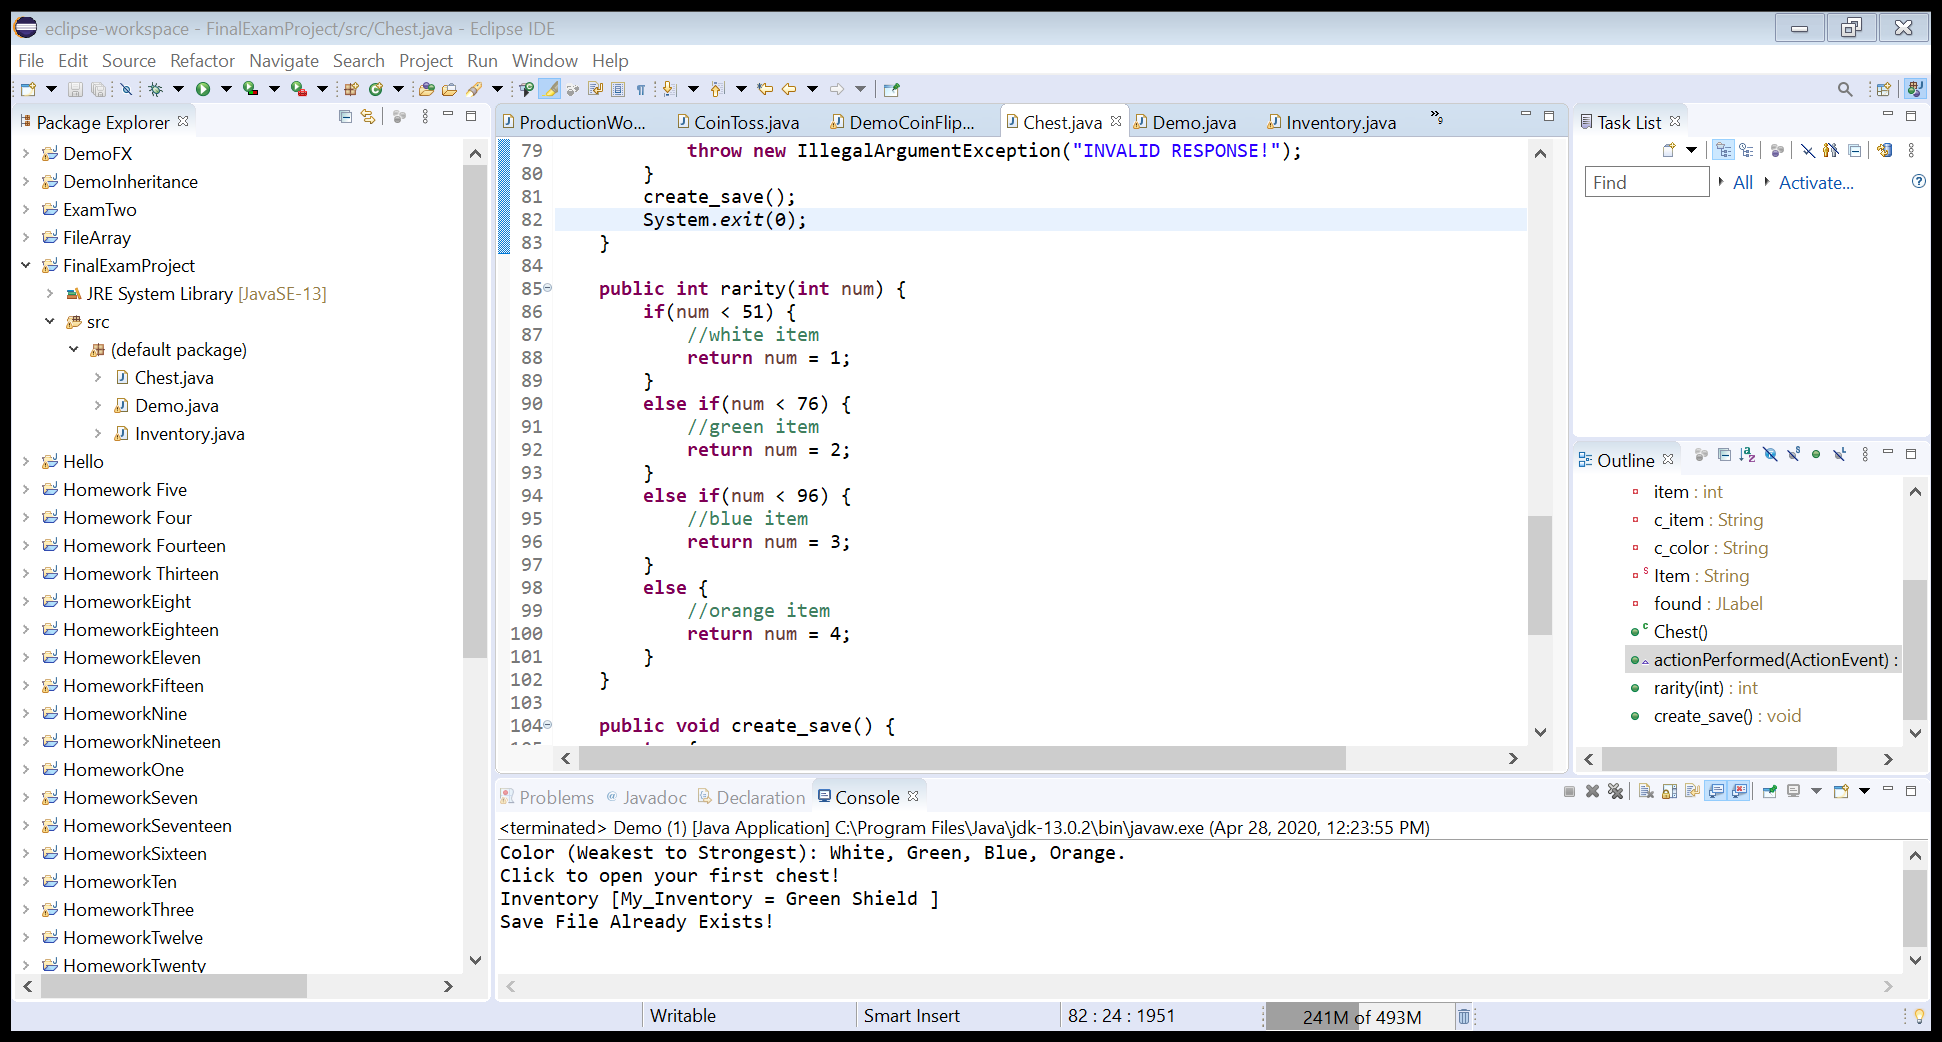 eclipse-workspace - FinalExamProject/src/Chest.java - Eclipse IDE
File Edit Source Refactor Navigate Search Project Run Window Help
Package Explorer
DemoFX
DemoInheritance
ExamTwo
FileArray
FinalExamProject
JRE System Library [JavaSE-13]
src
(default package)
Chest.java
Demo.java
Inventory.java
Hello
Homework Five
Homework Four
Homework Fourteen
Homework Thirteen
HomeworkEight
HomeworkEighteen
HomeworkEleven
HomeworkFifteen
HomeworkNine
HomeworkNineteen
HomeworkOne
HomeworkSeven
HomeworkSeventeen
HomeworkSixteen
HomeworkTen
HomeworkThree
HomeworkTwelve
HomeworkTwenty
ProductionWo... CoinToss.java DemoCoinFlip... Chest.java Demo.java Inventory.java »9
79 throw new IllegalArgumentException("INVALID RESPONSE!");
80 }
81 create_save();
82 System.exit(0);
83 }
84
85 public int rarity(int num) {
86 if(num < 51) {
87 //white item
88 return num = 1;
89 }
90 else if(num < 76) {
91 //green item
92 return num = 2;
93 }
94 else if(num < 96) {
95 //blue item
96 return num = 3;
97 }
98 else {
99 //orange item
100 return num = 4;
101 }
102 }
103
104 public void create_save() {
Task List
Find All Activate...
Outline
item : int
c_item : String
c_color : String
Item : String
found : JLabel
Chest()
actionPerformed(ActionEvent) :
rarity(int) : int
create_save() : void
Problems Javadoc Declaration Console
<terminated> Demo (1) [Java Application] C:\Program Files\Java\jdk-13.0.2\bin\javaw.exe (Apr 28, 2020, 12:23:55 PM)
Color (Weakest to Strongest): White, Green, Blue, Orange.
Click to open your first chest!
Inventory [My_Inventory = Green Shield ]
Save File Already Exists!
Writable Smart Insert 82 : 24 : 1951 241M of 493M